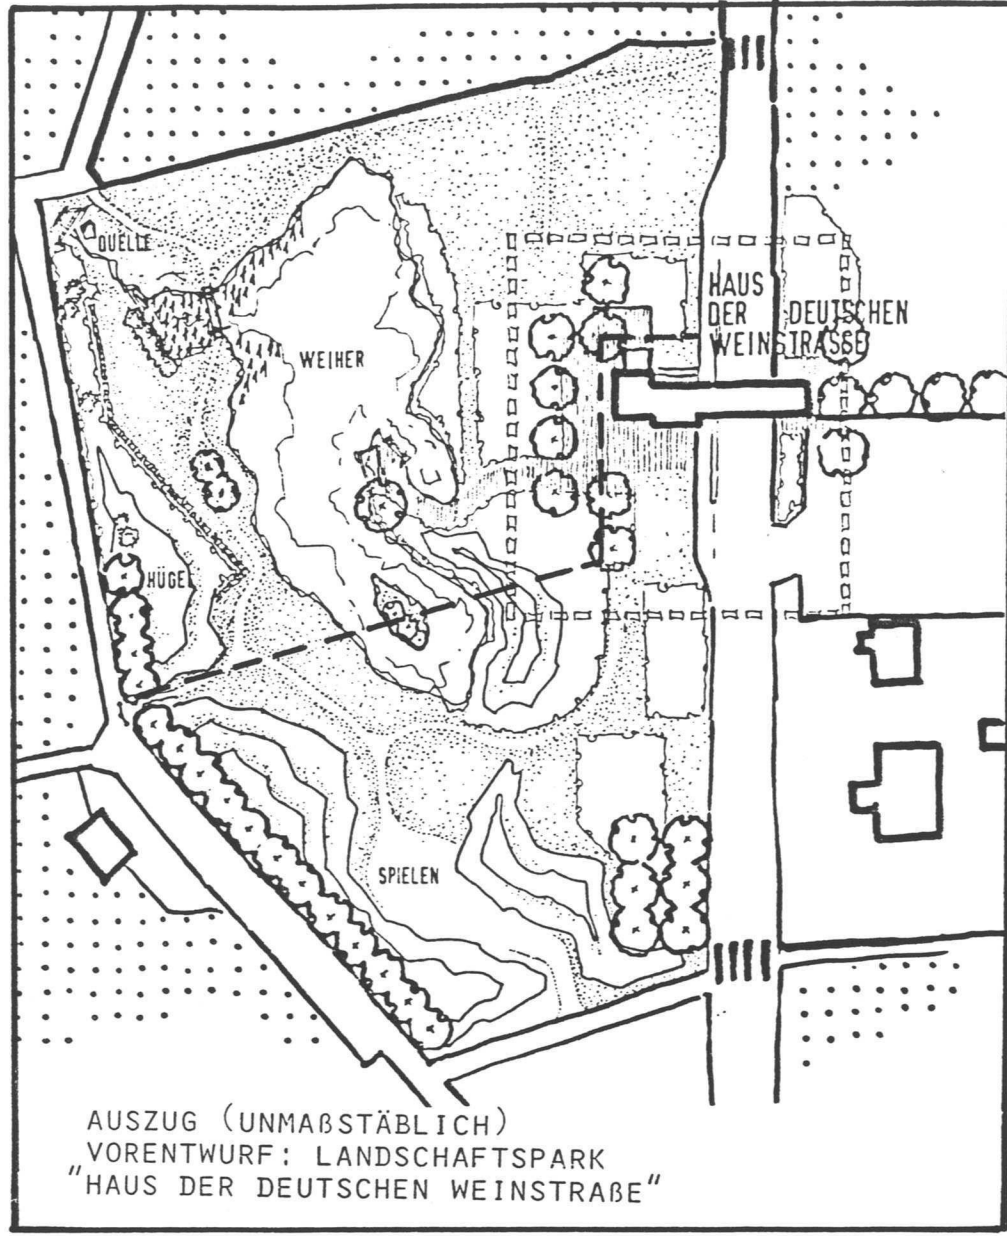 QUELLE
HAUS
DER DEUTSCHEN
WEINSTRASSE
WEIHER
HÜGEL
SPIELEN
AUSZUG (UNMAßSTÄBLICH)
VORENTWURF: LANDSCHAFTSPARK
"HAUS DER DEUTSCHEN WEINSTRAßE"